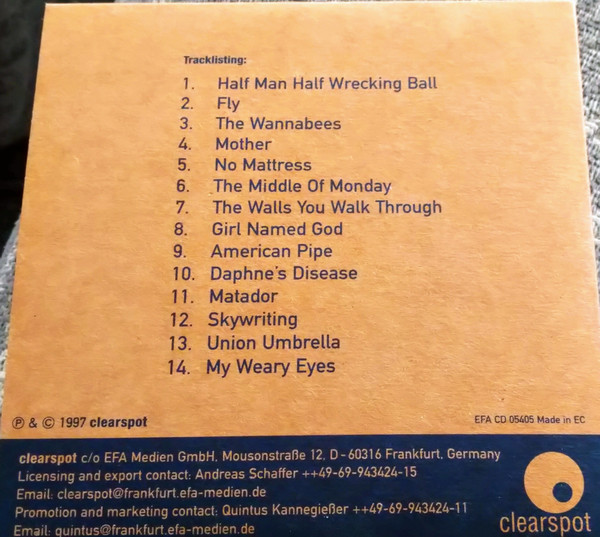 Tracklisting:
1. Half Man Half Wrecking Ball
2. Fly
3. The Wannabees
4. Mother
5. No Mattress
6. The Middle Of Monday
7. The Walls You Walk Through
8. Girl Named God
9. American Pipe
10. Daphne's Disease
11. Matador
12. Skywriting
13. Union Umbrella
14. My Weary Eyes
℗ & © 1997 clearspot
EFA CD 05405 Made in EC
clearspot c/o EFA Medien GmbH, Mousonstraße 12, D-60316 Frankfurt, Germany
Licensing and export contact: Andreas Schaffer ++49-69-943424-15
Email: clearspot@frankfurt.efa-medien.de
Promotion and marketing contact: Quintus Kannegießer ++49-69-943424-11
Email: quintus@frankfurt.efa-medien.de
clearspot